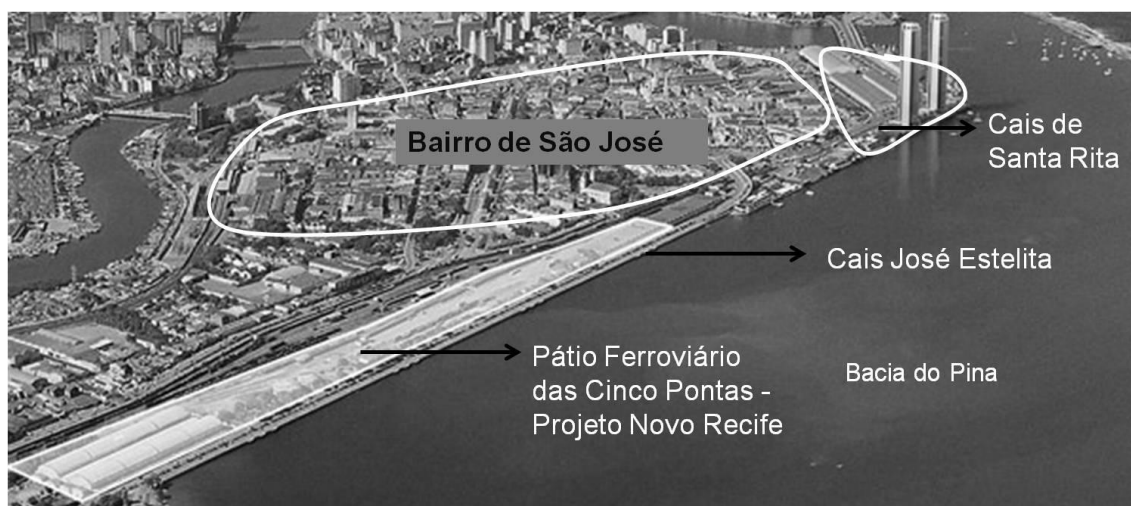 Bairro de São José
Cais de
Santa Rita
Cais José Estelita
Pátio Ferroviário
das Cinco Pontas -
Projeto Novo Recife
Bacia do Pina